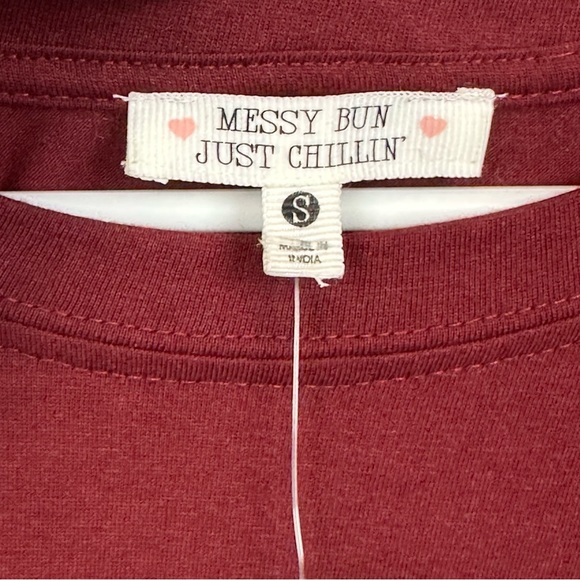 MESSY BUN
JUST CHILLIN'
S
MADE IN
INDIA